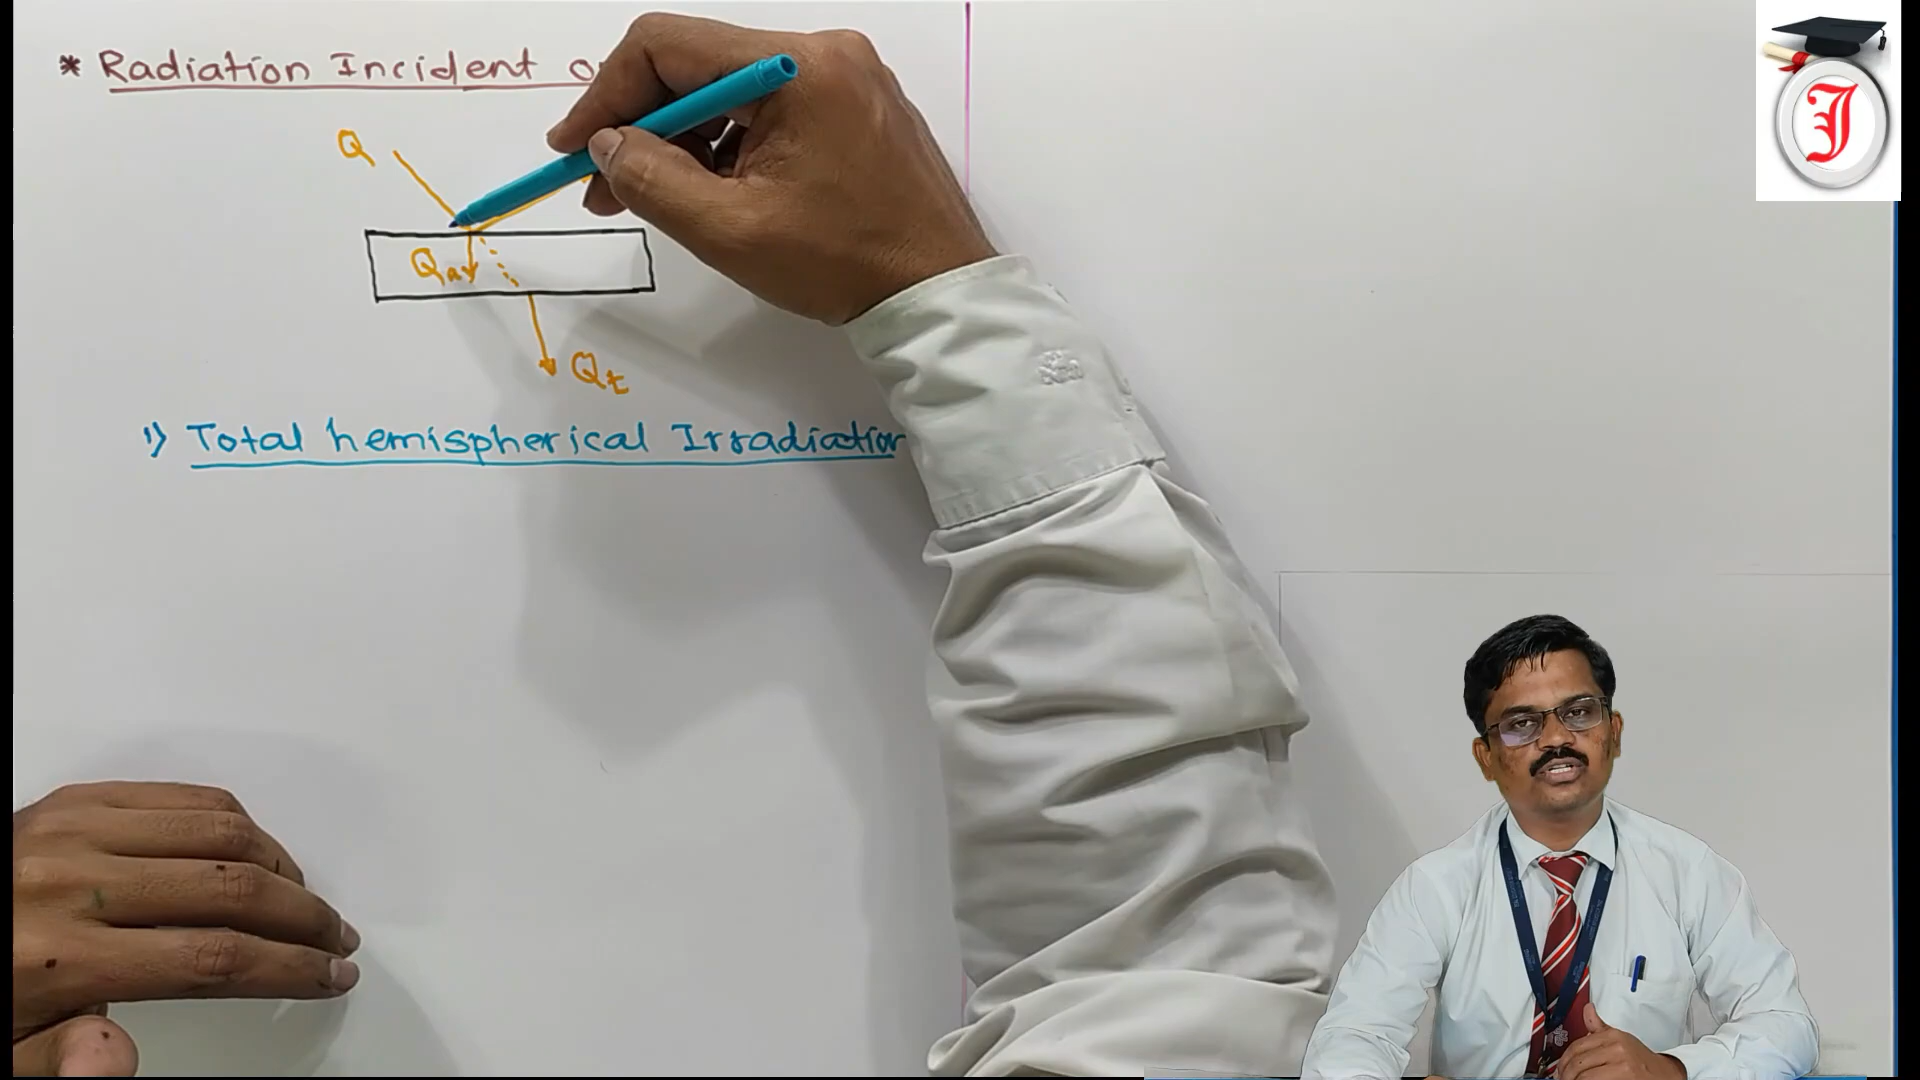 * Radiation Incident
Q
Qa
Qt
1) Total hemispherical Irradiation
J